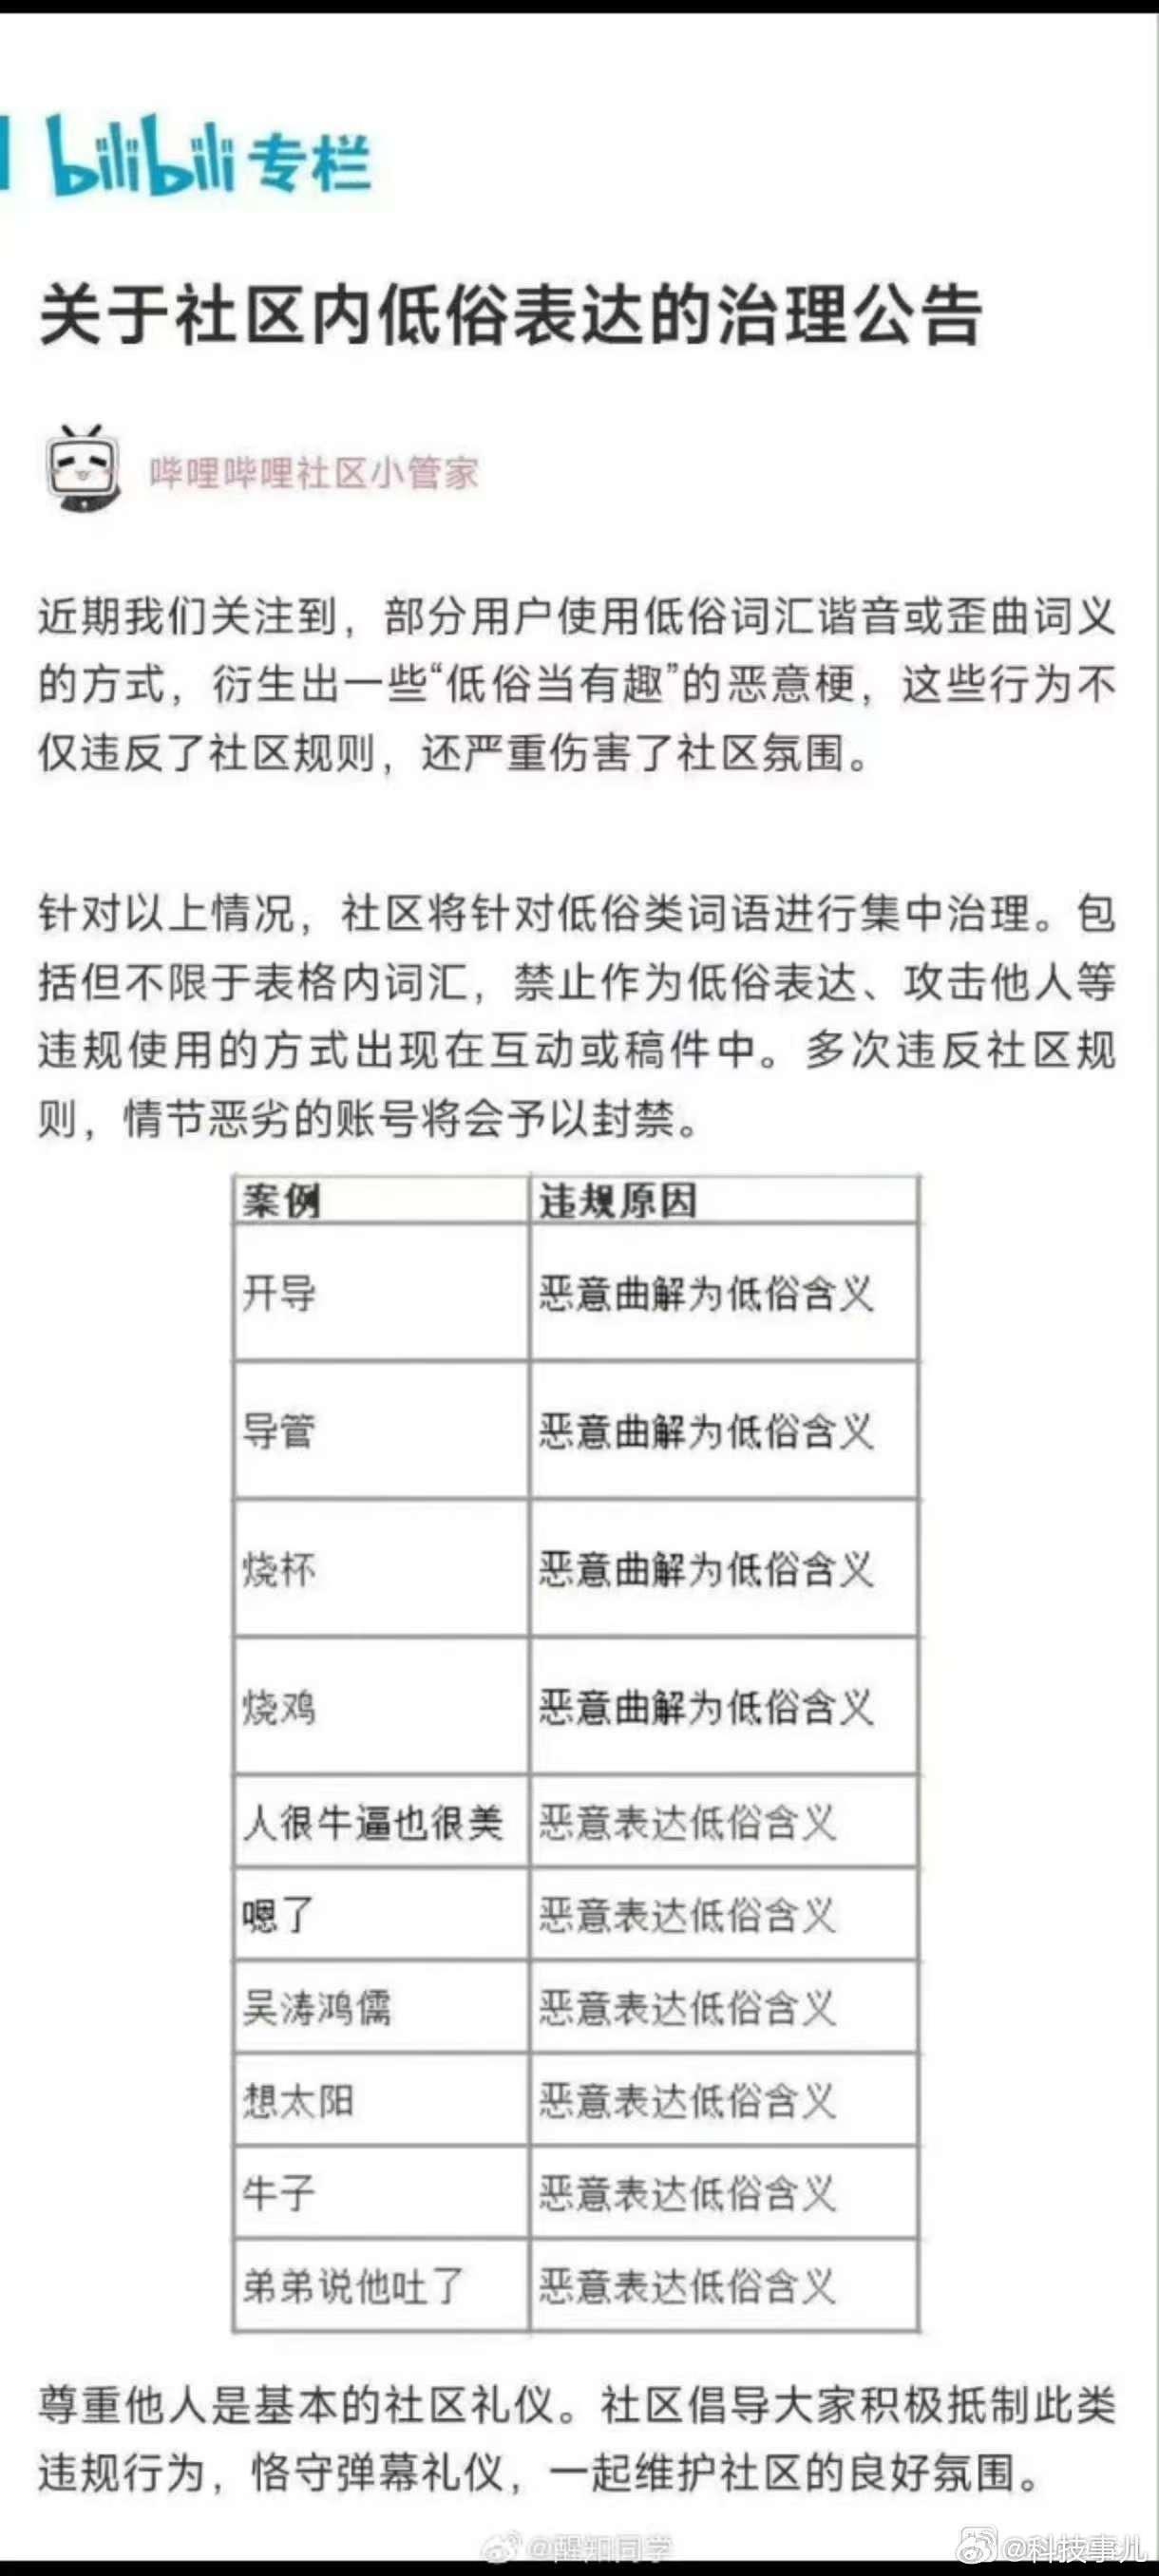 bilibili 专栏
关于社区内低俗表达的治理公告
哔哩哔哩社区小管家
近期我们关注到，部分用户使用低俗词汇谐音或歪曲词义
的方式，衍生出一些“低俗当有趣”的恶意梗，这些行为不
仅违反了社区规则，还严重伤害了社区氛围。
针对以上情况，社区将针对低俗类词语进行集中治理。包
括但不限于表格内词汇，禁止作为低俗表达、攻击他人等
违规使用的方式出现在互动或稿件中。多次违反社区规
则，情节恶劣的账号将会予以封禁。
案例 违规原因
开导 恶意曲解为低俗含义
导管 恶意曲解为低俗含义
烧杯 恶意曲解为低俗含义
烧鸡 恶意曲解为低俗含义
人很牛逼也很美 恶意表达低俗含义
嗯了 恶意表达低俗含义
吴涛鸿儒 恶意表达低俗含义
想太阳 恶意表达低俗含义
牛子 恶意表达低俗含义
弟弟说他吐了 恶意表达低俗含义
尊重他人是基本的社区礼仪。社区倡导大家积极抵制此类
违规行为，恪守弹幕礼仪，一起维护社区的良好氛围。
@醒知同学
@科技事儿